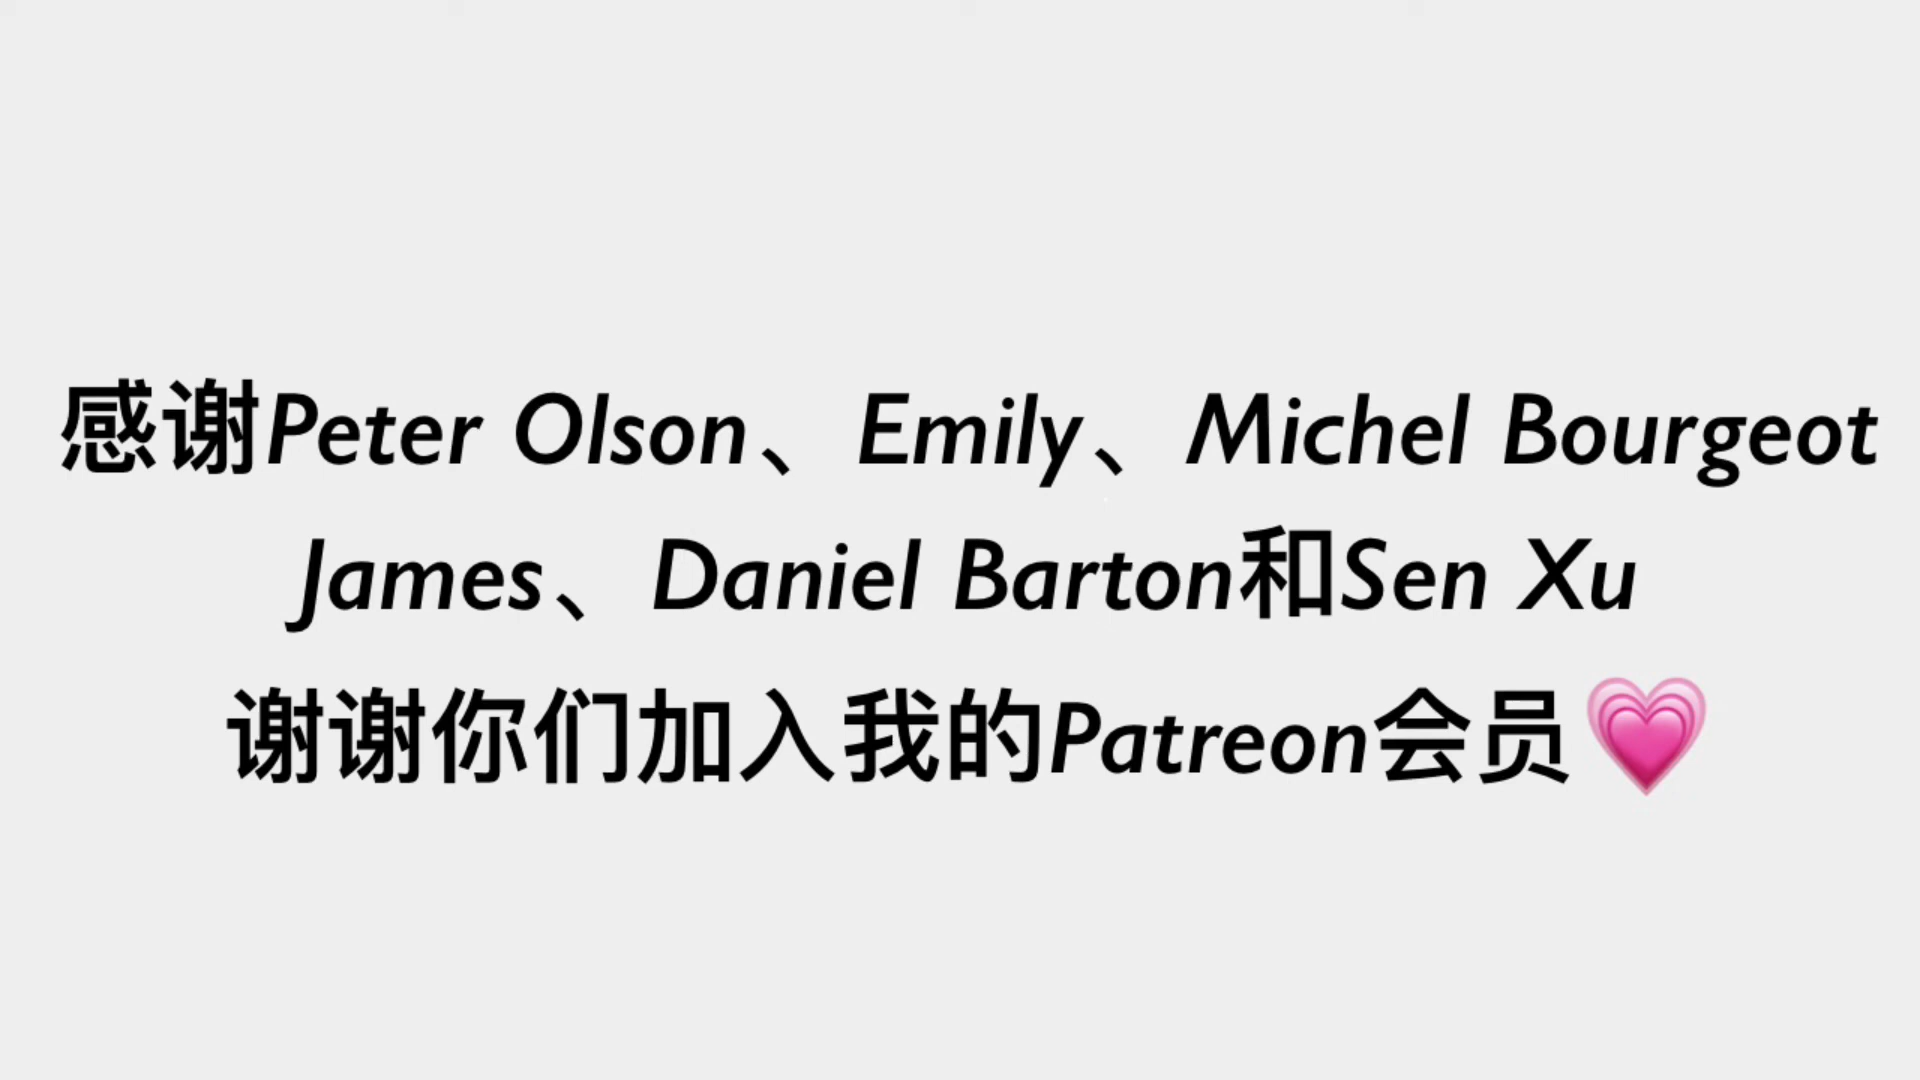 感谢Peter Olson、Emily、Michel Bourgeot
James、Daniel Barton和Sen Xu
谢谢你们加入我的Patreon会员💗